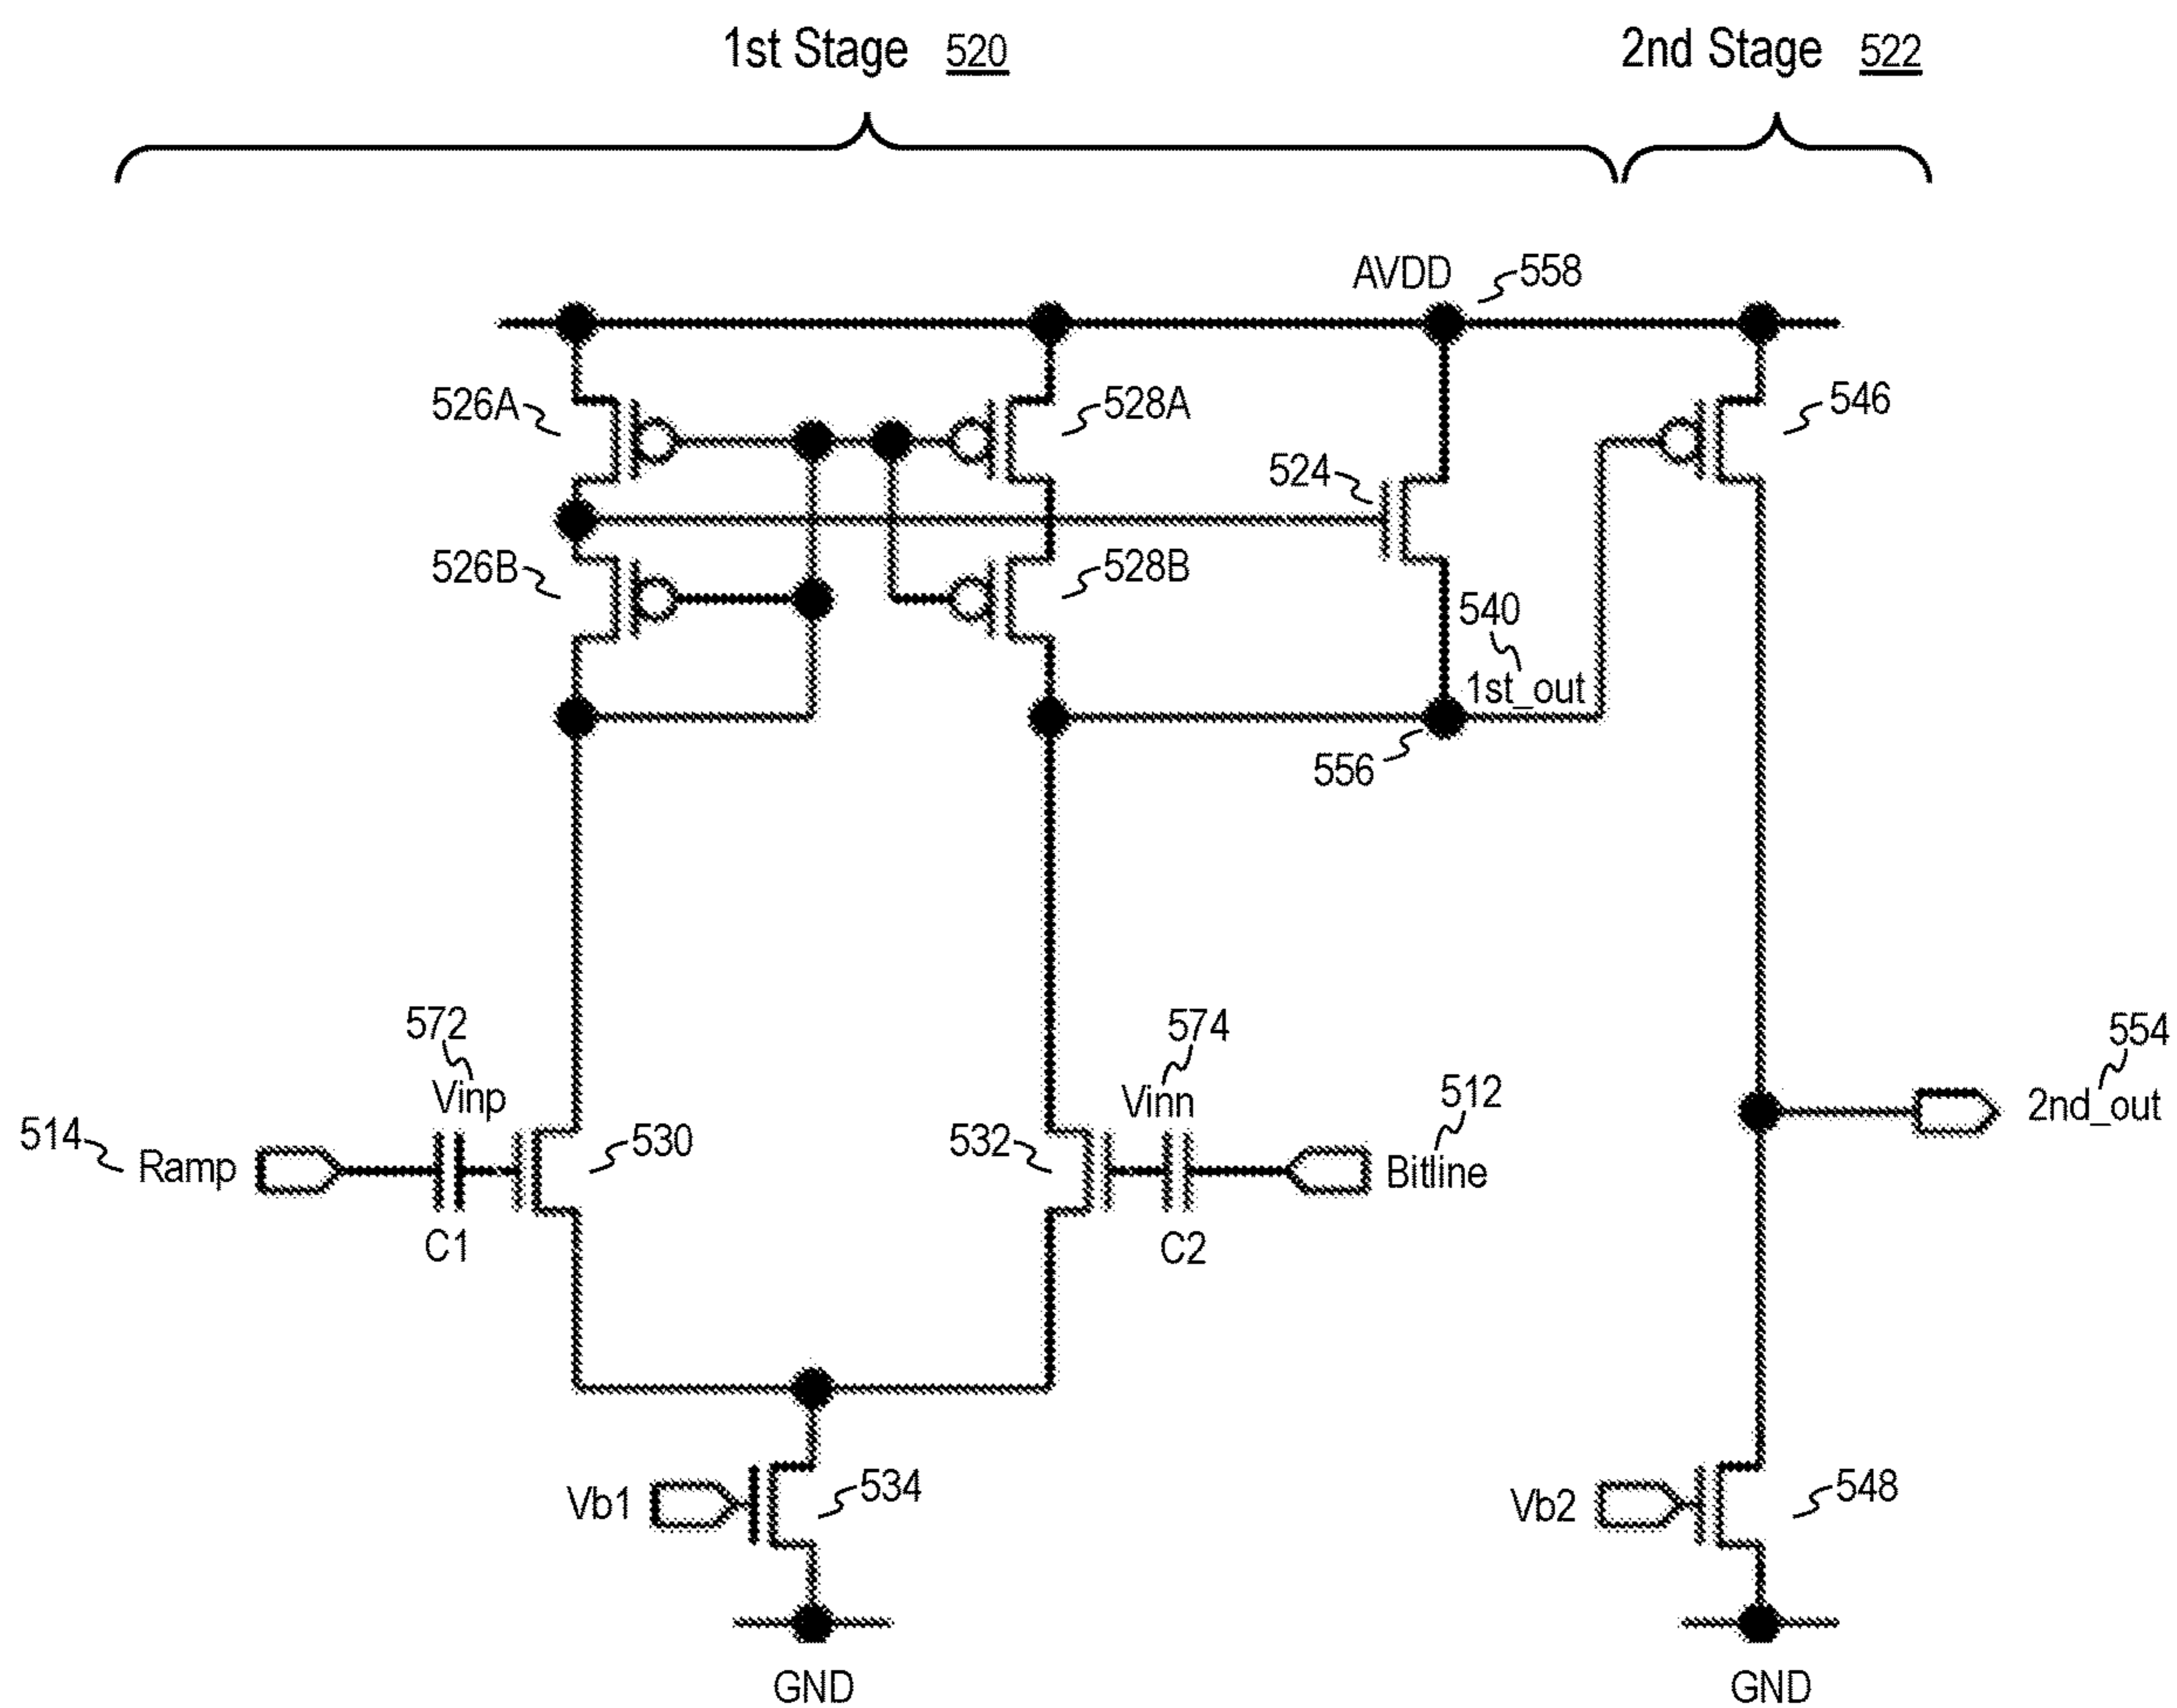 1st Stage 520
2nd Stage 522
AVDD
558
526A
528A
546
524
526B
528B
540
1st_out
556
572
574
554
Vinp
Vinn
512
2nd_out
514
Ramp
530
532
Bitline
C1
C2
Vb1
534
Vb2
548
GND
GND